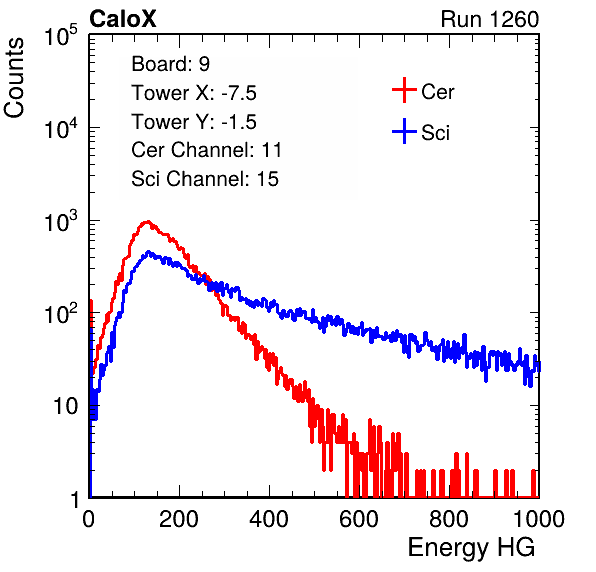 CaloX Run 1260
Counts
Board: 9
Tower X: -7.5
Tower Y: -1.5
Cer Channel: 11
Sci Channel: 15
Cer
Sci
10^5
10^4
10^3
10^2
10
1
0 200 400 600 800 1000
Energy HG